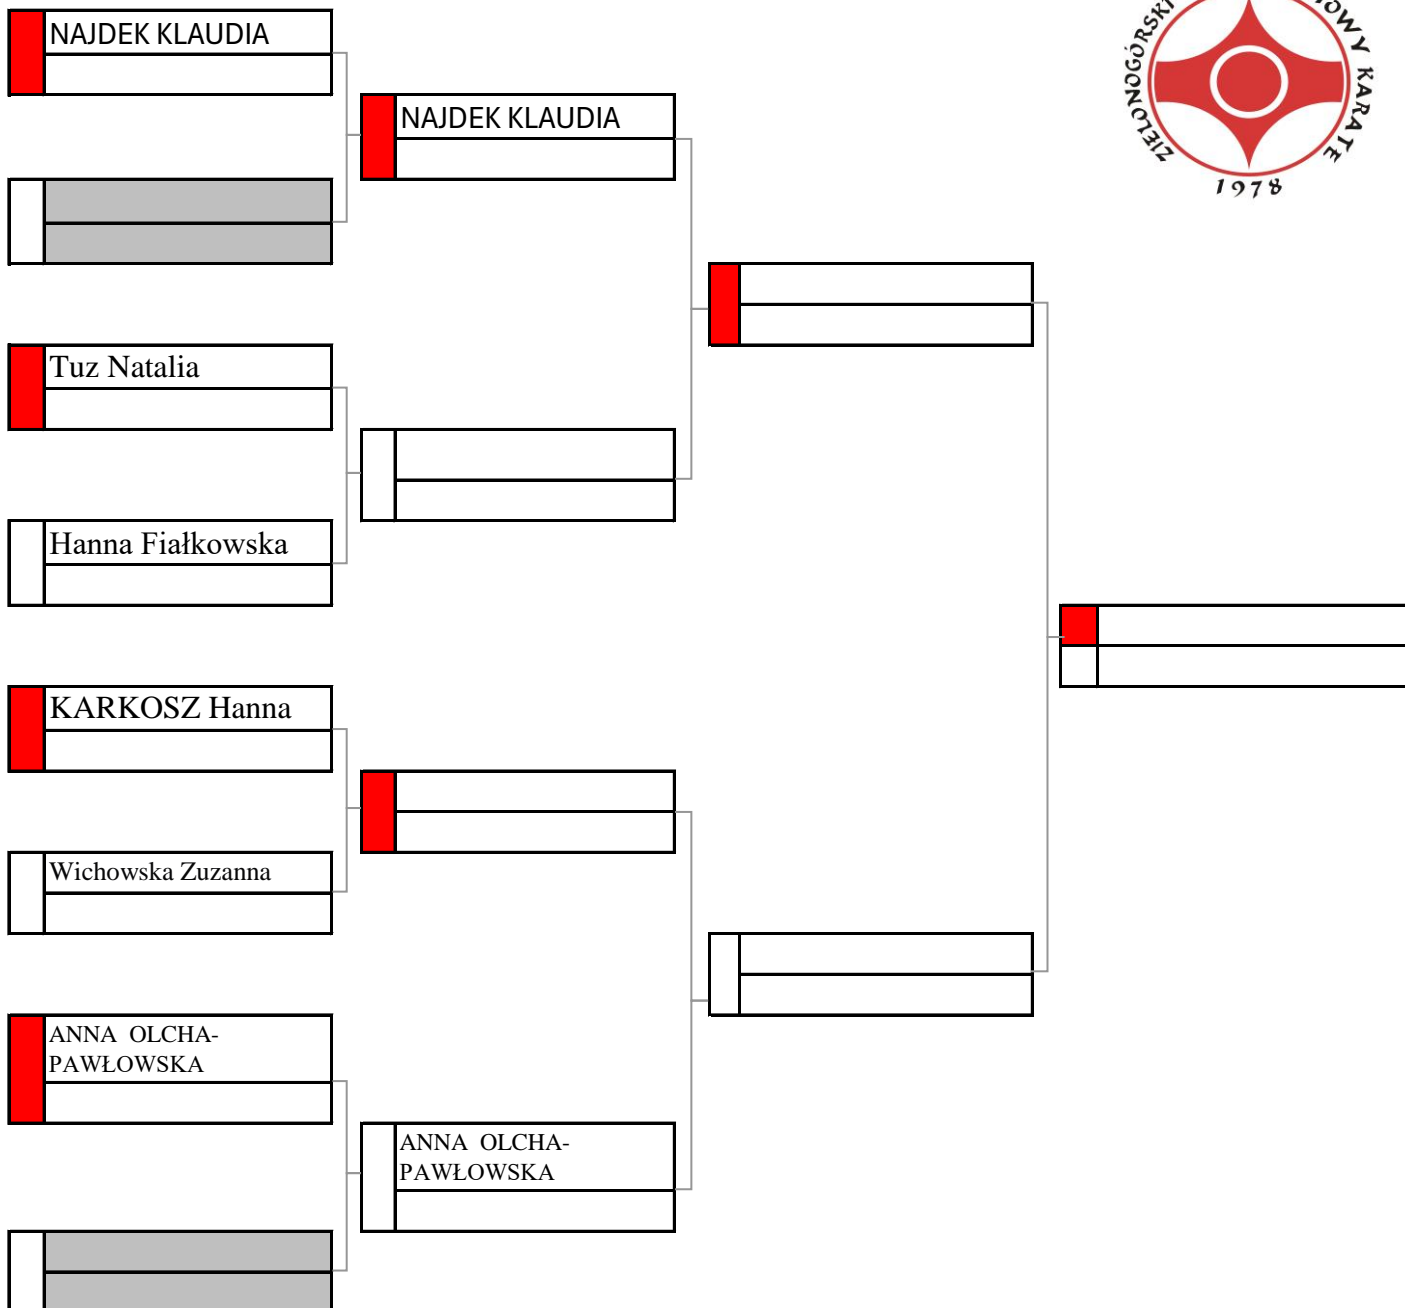 NAJDEK KLAUDIA
NAJDEK KLAUDIA
ZIELONOGÓRSKI KARATE
1978
Tuz Natalia
Hanna Fiałkowska
KARKOSZ Hanna
Wichowska Zuzanna
ANNA OLCHA-
PAWŁOWSKA
ANNA OLCHA-
PAWŁOWSKA